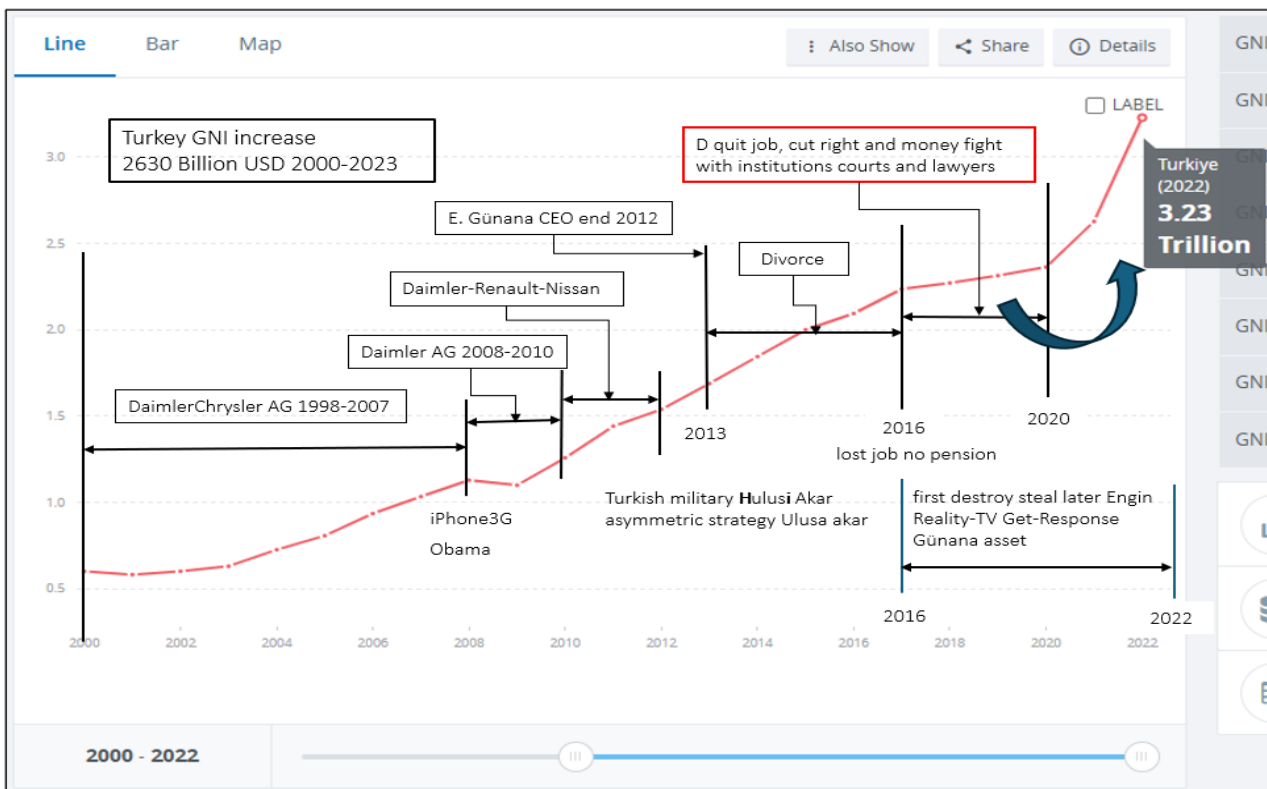 Line Bar Map
Also Show Share Details
LABEL
Turkey GNI increase
2630 Billion USD 2000-2023
D quit job, cut right and money fight
with institutions courts and lawyers
E. Günana CEO end 2012
Divorce
Daimler-Renault-Nissan
Daimler AG 2008-2010
DaimlerChrysler AG 1998-2007
Turkiye
(2022)
3.23
Trillion
3.0
2.5
2.0
1.5
1.0
0.5
2013
2016
lost job no pension
2020
iPhone3G
Obama
Turkish military Hulusi Akar
asymmetric strategy Ulusa akar
first destroy steal later Engin
Reality-TV Get-Response
Günana asset
2016
2022
2000 2002 2004 2006 2008 2010 2012 2014 2016 2018 2020 2022
2000 - 2022
GNI
GNI
GNI
GNI
GNI
GNI